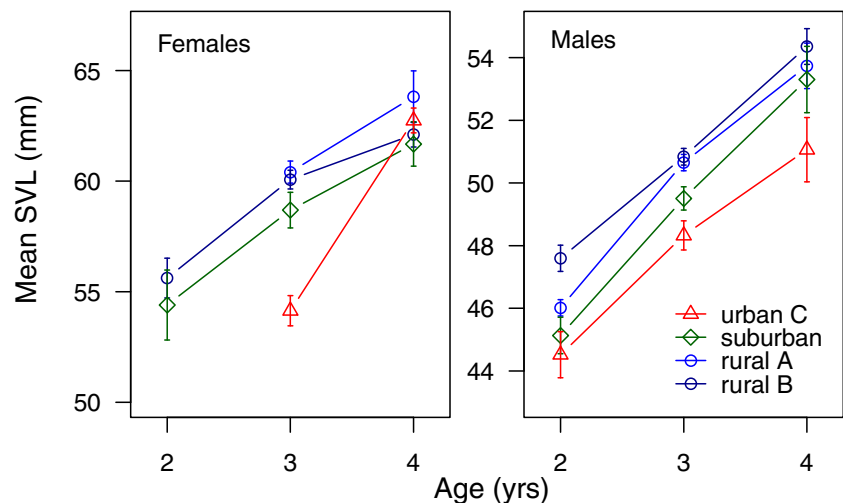 Females
Males
Mean SVL (mm)
65
60
55
50
54
52
50
48
46
44
urban C
suburban
rural A
rural B
2 3 4
2 3 4
Age (yrs)